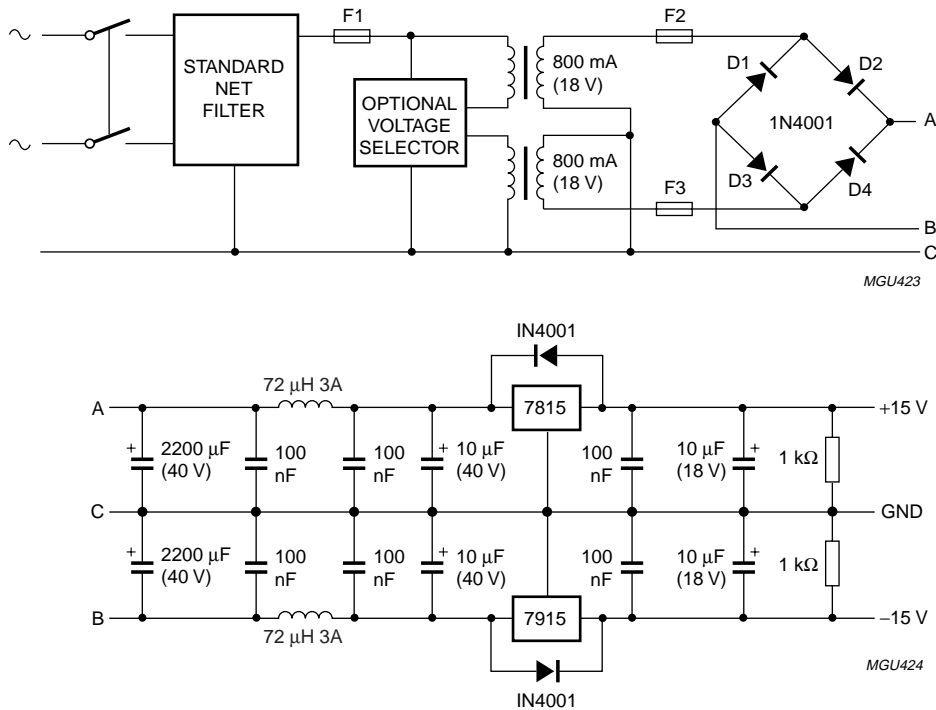 F1
F2
STANDARD
NET
FILTER
OPTIONAL
VOLTAGE
SELECTOR
800 mA
(18 V)
800 mA
(18 V)
F3
D1
D2
1N4001
D3
D4
A
B
C
MGU423
IN4001
72 μH 3A
A
7815
+15 V
2200 μF
(40 V)
100
nF
100
nF
10 μF
(40 V)
100
nF
10 μF
(18 V)
1 kΩ
C
GND
2200 μF
(40 V)
100
nF
100
nF
10 μF
(40 V)
100
nF
10 μF
(18 V)
1 kΩ
B
7915
−15 V
72 μH 3A
IN4001
MGU424